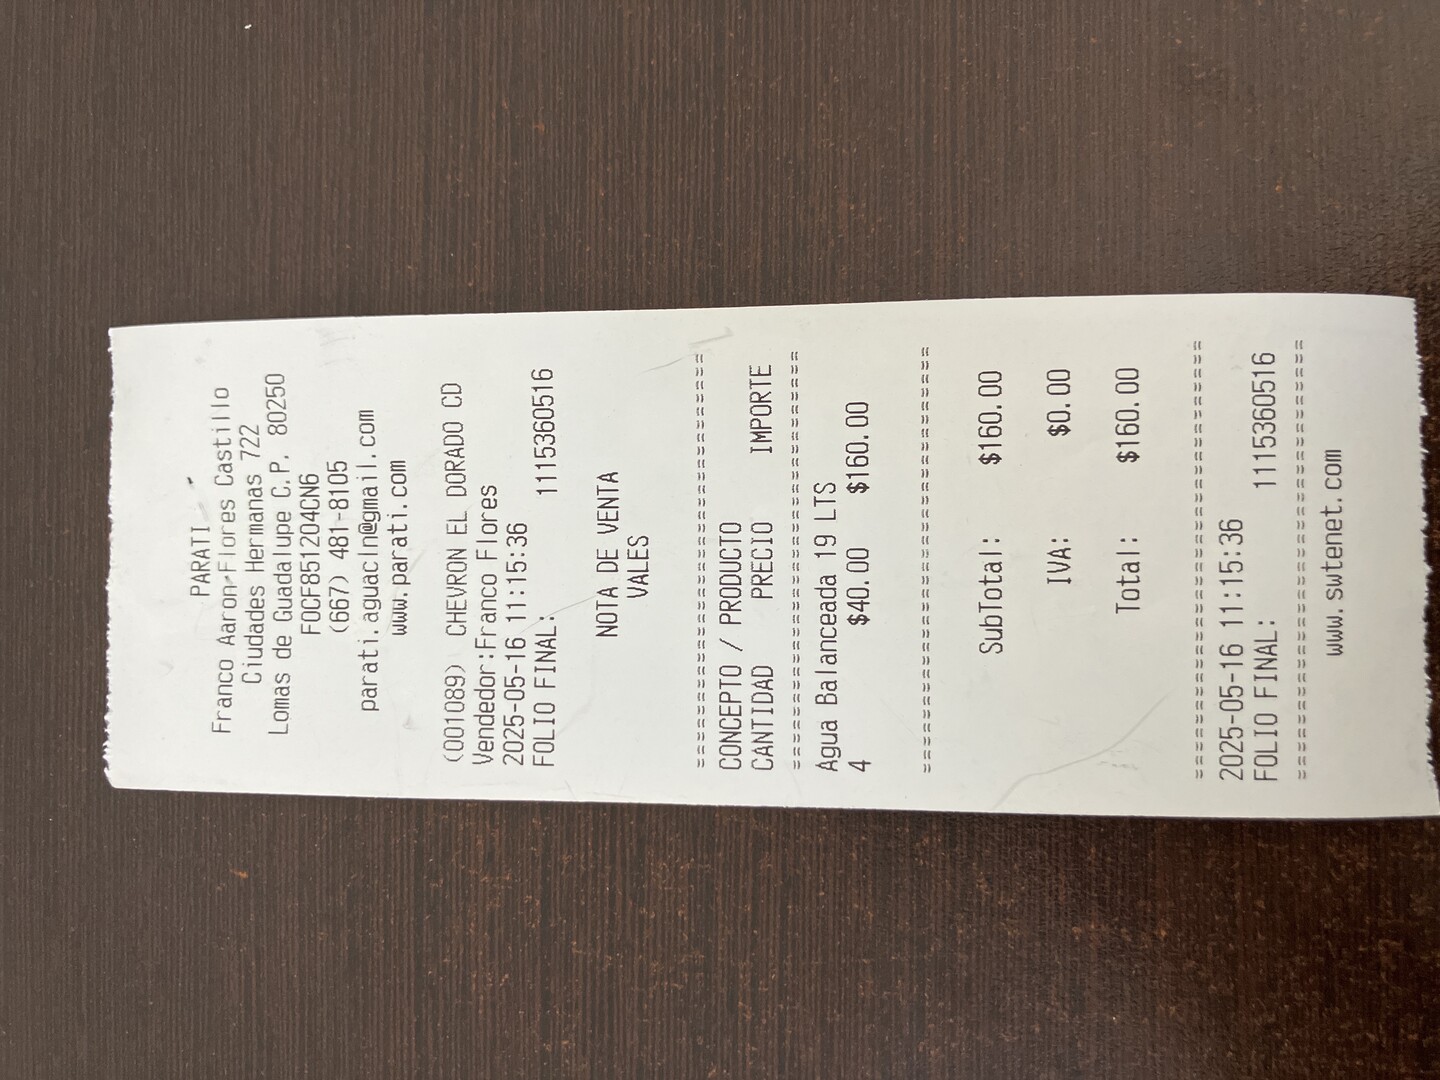 PARATI
Franco Aaron Flores Castillo
Ciudades Hermanas 722
Lomas de Guadalupe C.P. 80250
FOCF851204CN6
(667) 481-8105
parati.aguacln@gmail.com
www.parati.com
(001089) CHEVRON EL DORADO CD
Vendedor:Franco Flores
2025-05-16 11:15:36
FOLIO FINAL: 1115360516
NOTA DE VENTA
VALES
========================================
CONCEPTO / PRODUCTO
CANTIDAD PRECIO IMPORTE
========================================
Agua Balanceada 19 LTS
4 $40.00 $160.00
========================================
SubTotal: $160.00
IVA: $0.00
Total: $160.00
========================================
2025-05-16 11:15:36
FOLIO FINAL: 1115360516
========================================
www.swtenet.com